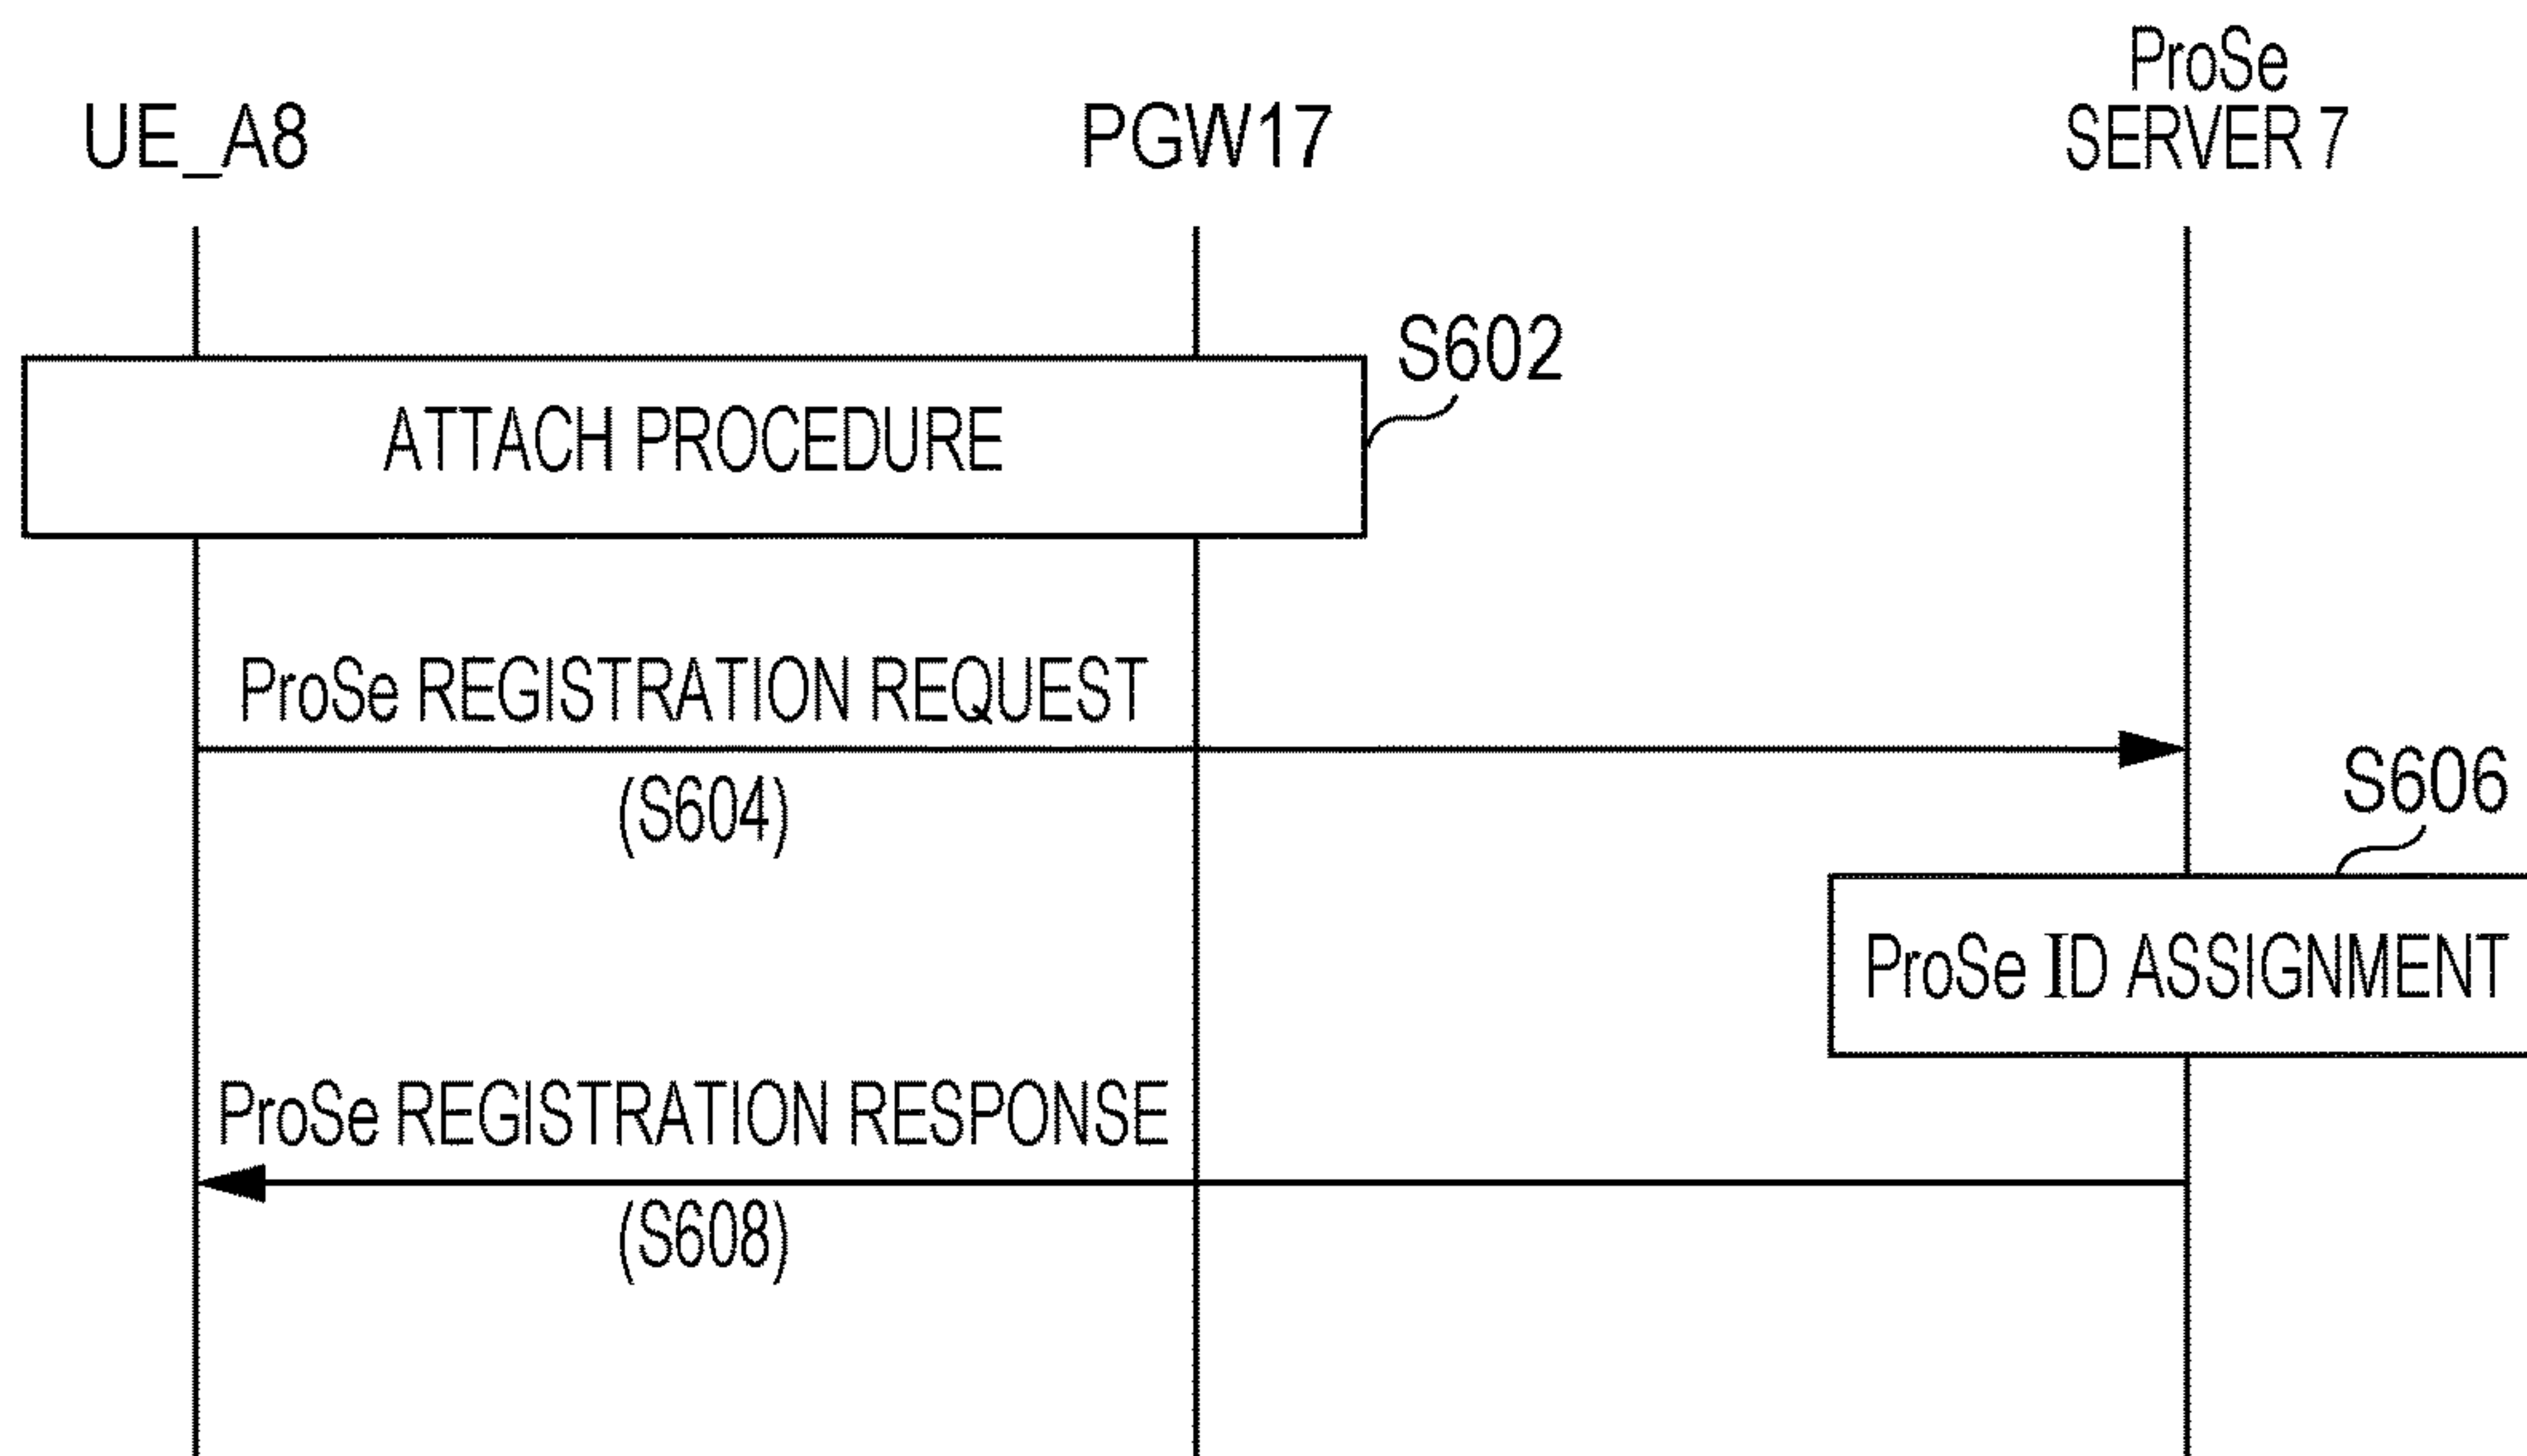 ProSe
UE_A8 PGW17 SERVER 7
S602
ATTACH PROCEDURE
ProSe REGISTRATION REQUEST
(S604)
S606
ProSe ID ASSIGNMENT
ProSe REGISTRATION RESPONSE
(S608)